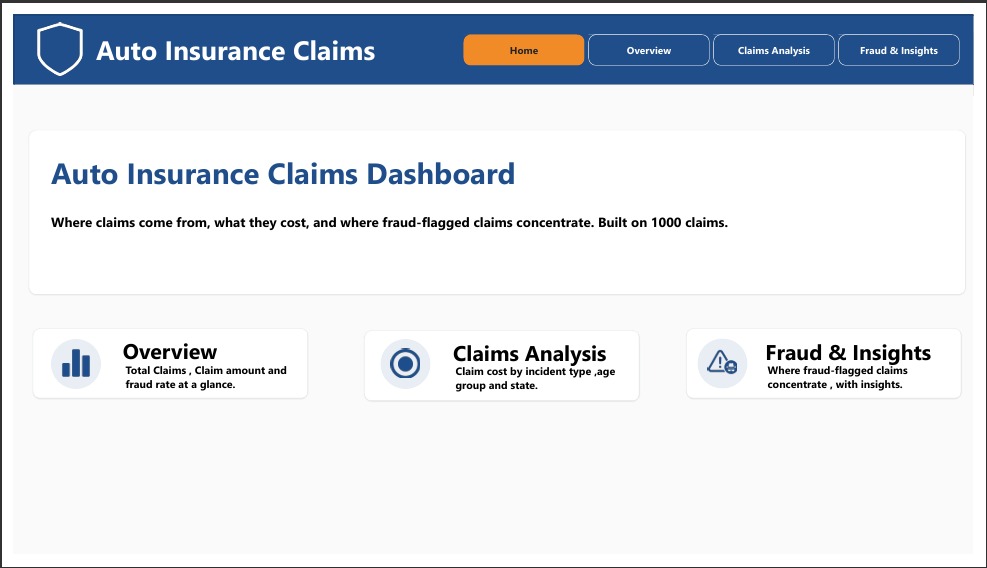 Auto Insurance Claims
Home
Overview
Claims Analysis
Fraud & Insights
Auto Insurance Claims Dashboard
Where claims come from, what they cost, and where fraud-flagged claims concentrate. Built on 1000 claims.
Overview
Total Claims , Claim amount and
fraud rate at a glance.
Claims Analysis
Claim cost by incident type ,age
group and state.
Fraud & Insights
Where fraud-flagged claims
concentrate , with insights.